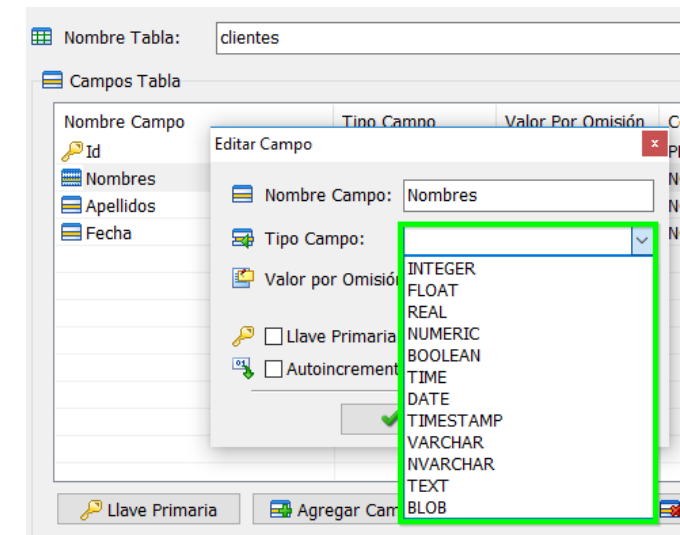 Nombre Tabla: clientes
Campos Tabla
Nombre Campo Tipo Campo Valor Por Omisión
Editar Campo
Id
Nombres
Apellidos
Fecha
Nombre Campo: Nombres
Tipo Campo:
Valor por Omisió
Llave Primaria
Autoincrement
INTEGER
FLOAT
REAL
NUMERIC
BOOLEAN
TIME
DATE
TIMESTAMP
VARCHAR
NVARCHAR
TEXT
BLOB
Llave Primaria Agregar Cam